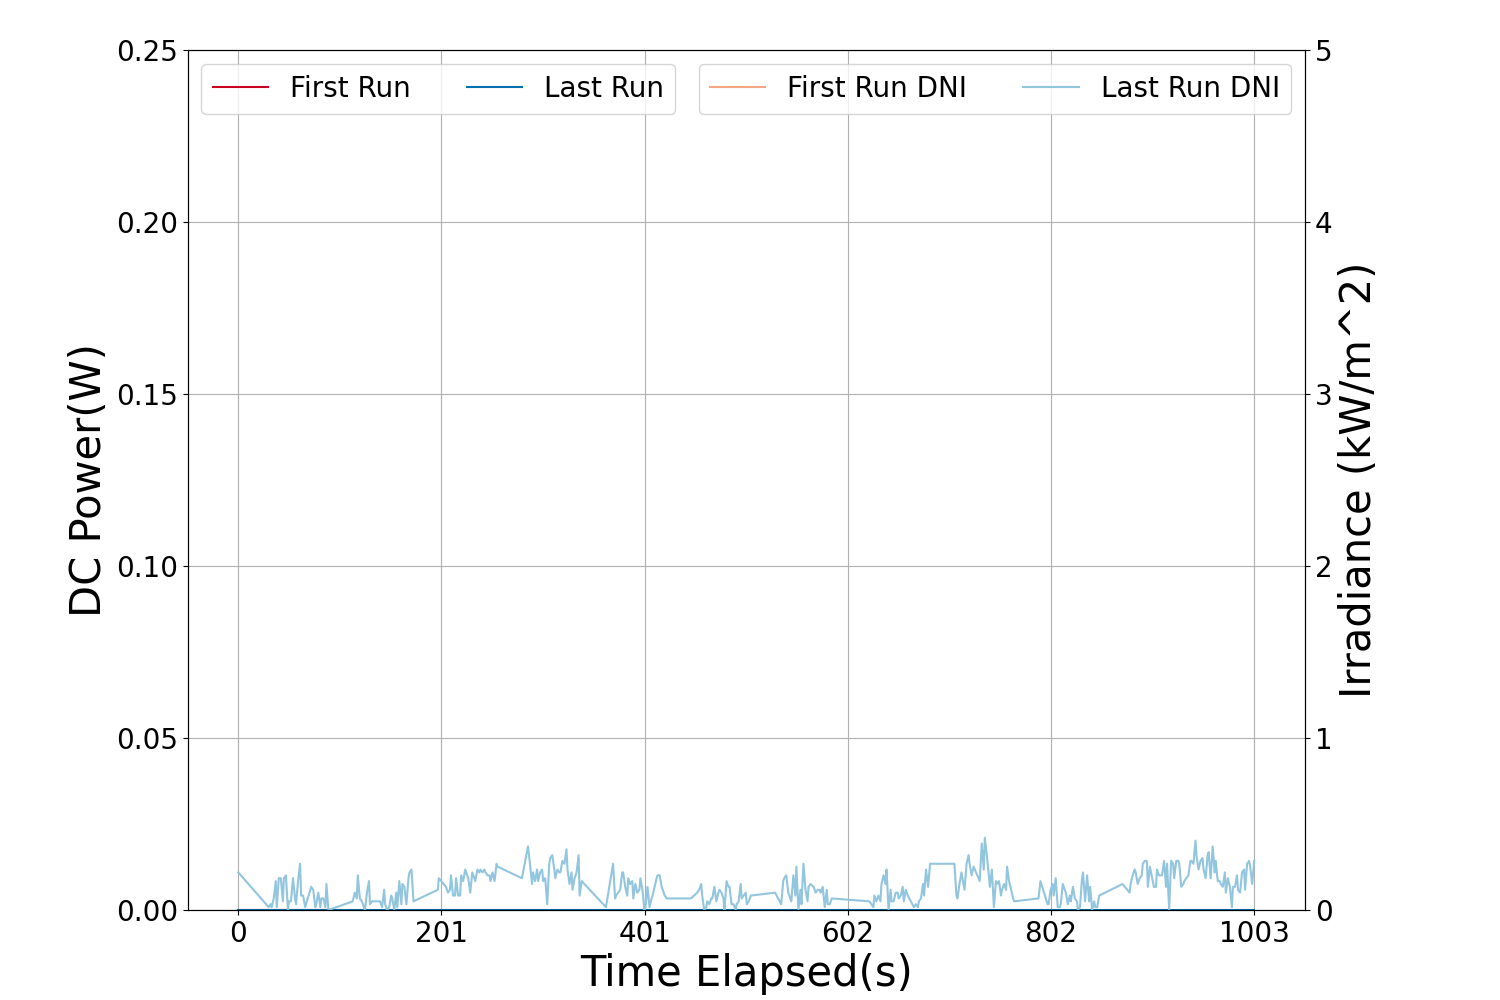 First Run
Last Run
First Run DNI
Last Run DNI
0.25
0.20
0.15
0.10
0.05
0.00
DC Power(W)
5
4
3
2
1
0
Irradiance (kW/m^2)
0
201
401
602
802
1003
Time Elapsed(s)